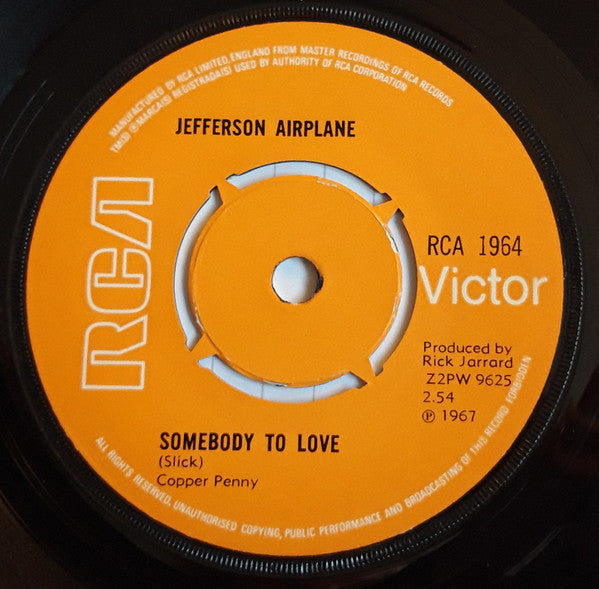 MANUFACTURED BY RCA LIMITED, ENGLAND FROM MASTER RECORDINGS OF RCA RECORDS
TM(S) ® MARCA(S) REGISTRADA(S) USED BY AUTHORITY OF RCA CORPORATION
JEFFERSON AIRPLANE
RCA
RCA 1964
Victor
Produced by
Rick Jarrard
Z2PW 9625
2.54
℗ 1967
SOMEBODY TO LOVE
(Slick)
Copper Penny
ALL RIGHTS RESERVED. UNAUTHORISED COPYING, PUBLIC PERFORMANCE AND BROADCASTING OF THIS RECORD FORBIDDEN